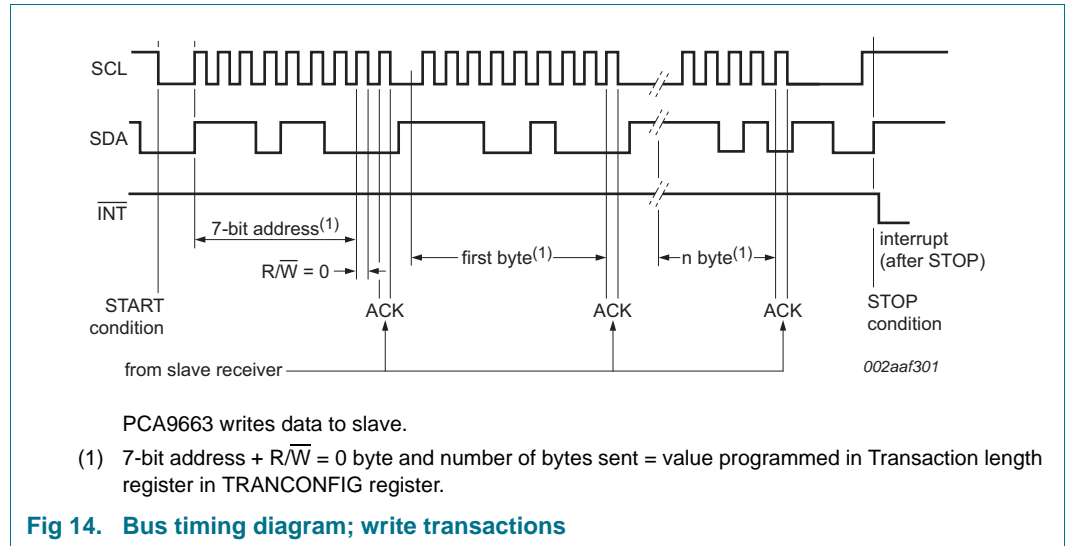 SCL
SDA
INT
7-bit address(1)
R/W = 0
first byte(1)
n byte(1)
interrupt
(after STOP)
START
condition
ACK
ACK
ACK
STOP
condition
from slave receiver
002aaf301
PCA9663 writes data to slave.
(1) 7-bit address + R/W = 0 byte and number of bytes sent = value programmed in Transaction length
register in TRANCONFIG register.
Fig 14. Bus timing diagram; write transactions